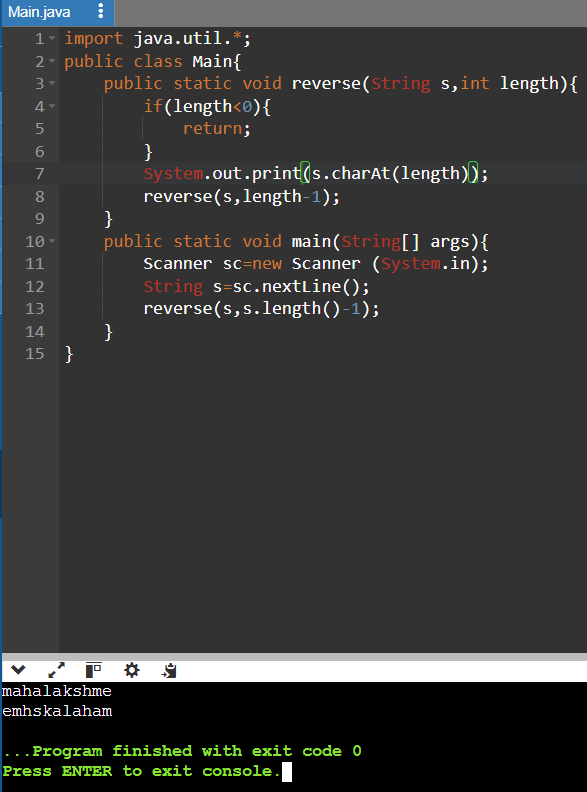 Main.java
1 import java.util.*;
2 public class Main{
3     public static void reverse(String s,int length){
4         if(length<0){
5             return;
6         }
7         System.out.print(s.charAt(length));
8         reverse(s,length-1);
9     }
10     public static void main(String[] args){
11         Scanner sc=new Scanner (System.in);
12         String s=sc.nextLine();
13         reverse(s,s.length()-1);
14     }
15 }
mahalakshme
emhskalaham
...Program finished with exit code 0
Press ENTER to exit console.